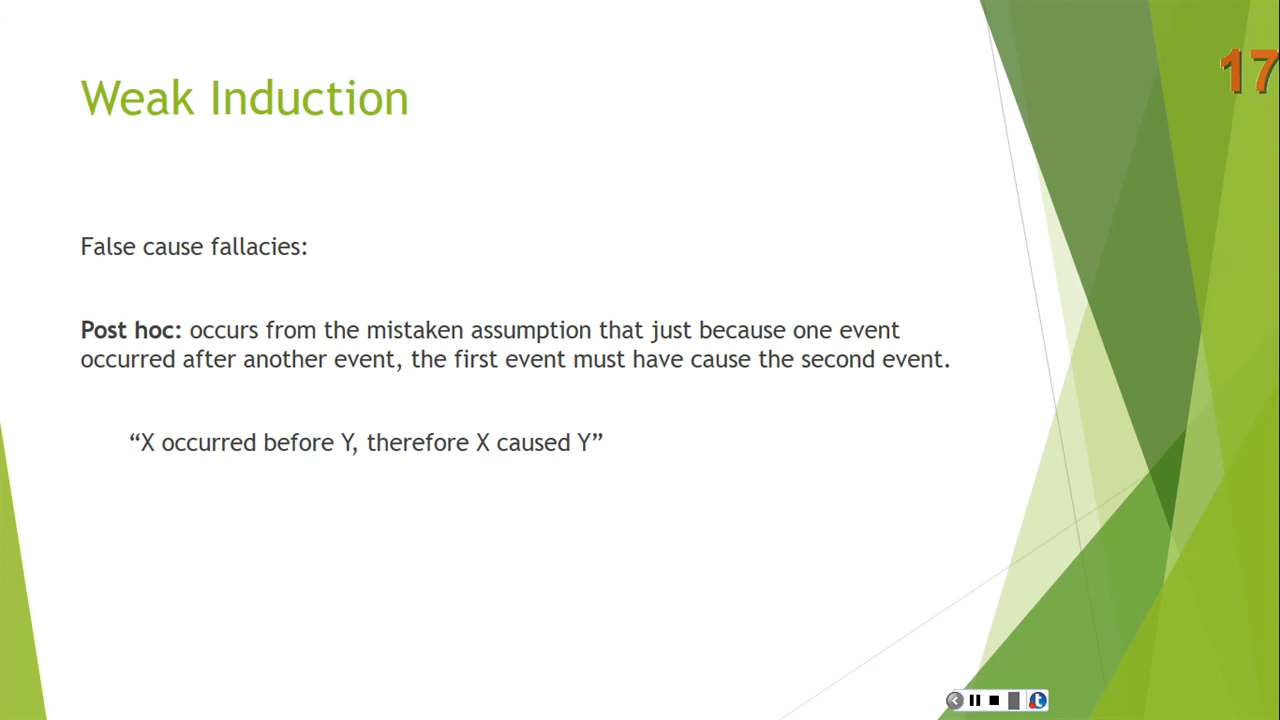 17
Weak Induction
False cause fallacies:
Post hoc: occurs from the mistaken assumption that just because one event
occurred after another event, the first event must have cause the second event.
“X occurred before Y, therefore X caused Y”
t